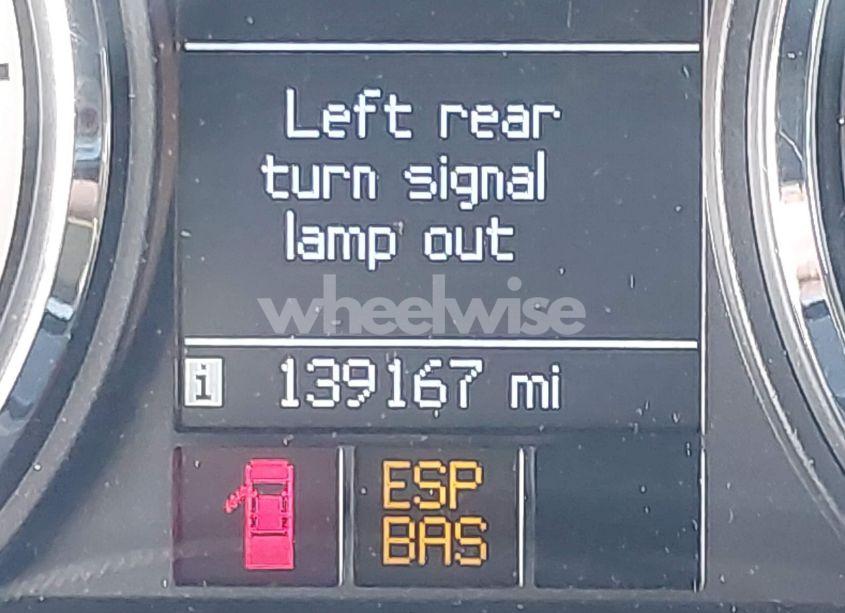 Left rear
turn signal
lamp out
wheelwise
i 139167 mi
ESP
BAS